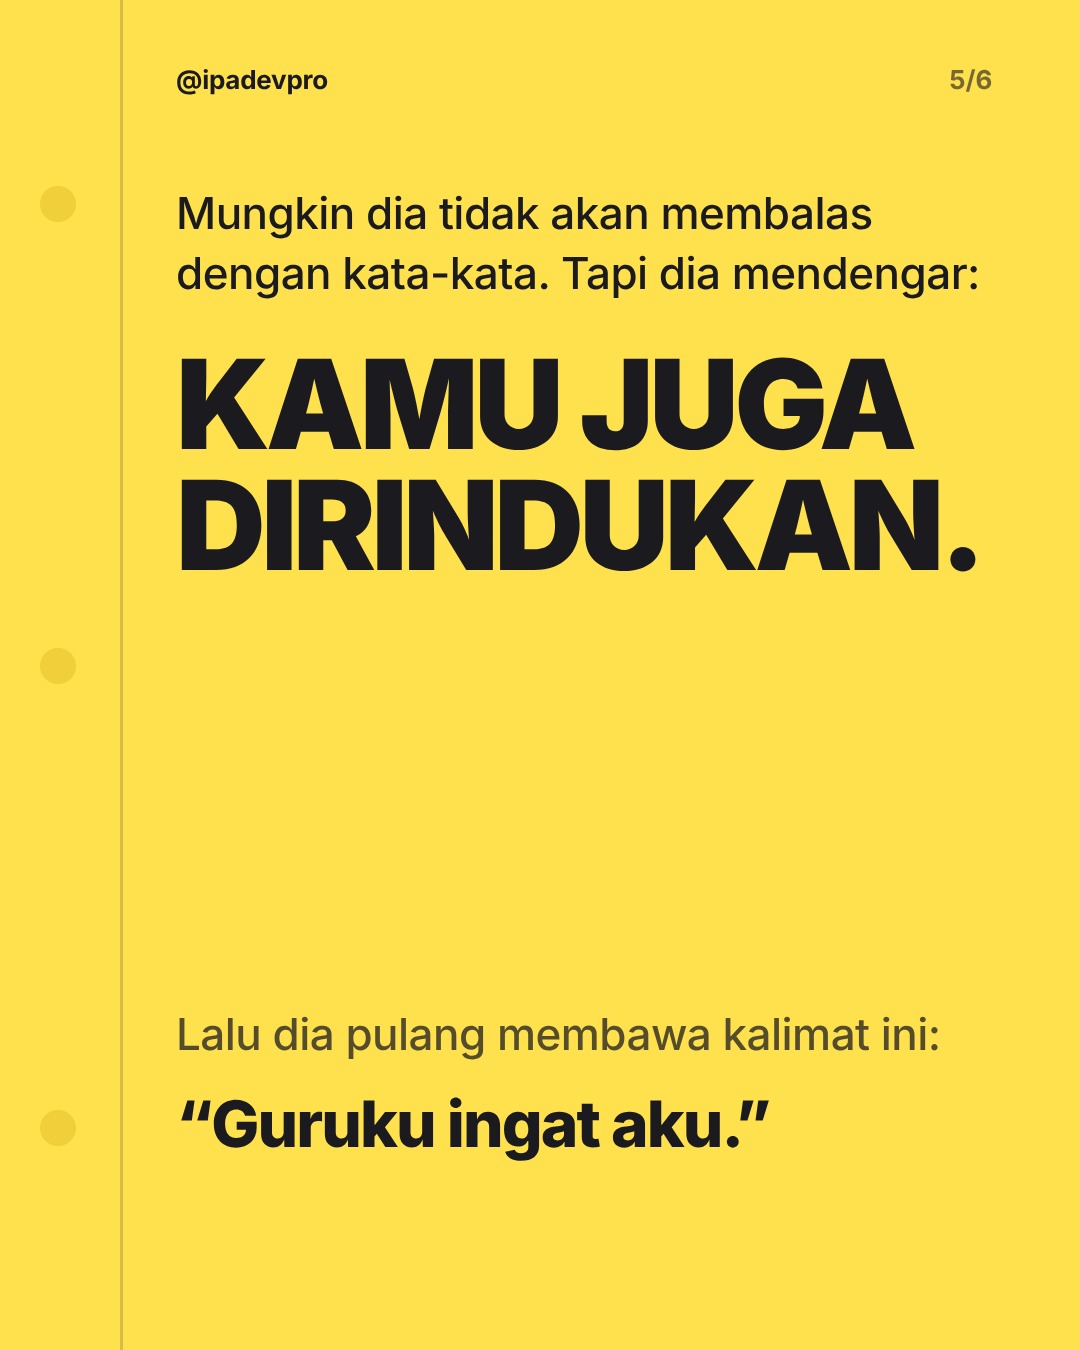 @ipadevpro
5/6
Mungkin dia tidak akan membalas
dengan kata-kata. Tapi dia mendengar:
KAMU JUGA
DIRINDUKAN.
Lalu dia pulang membawa kalimat ini:
“Guruku ingat aku.”